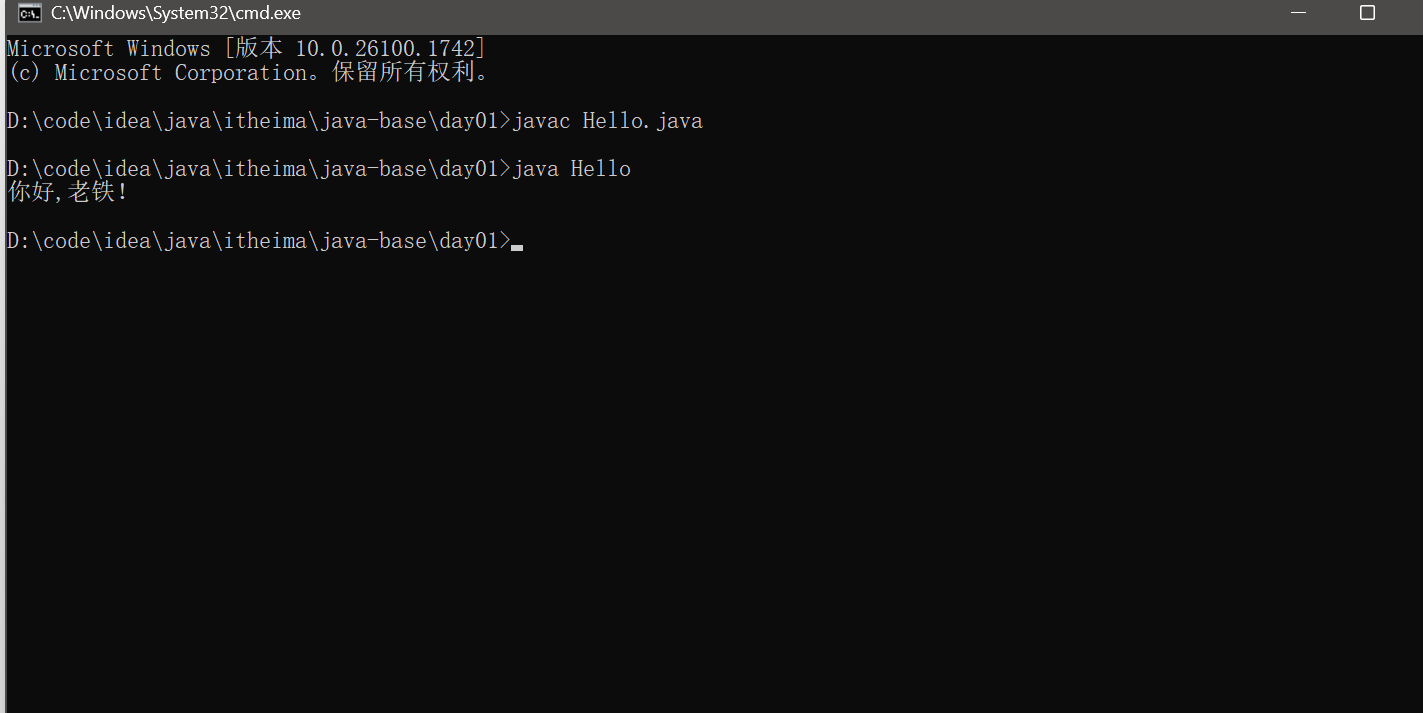 C:\Windows\System32\cmd.exe
Microsoft Windows [版本 10.0.26100.1742]
(c) Microsoft Corporation。保留所有权利。
D:\code\idea\java\itheima\java-base\day01>javac Hello.java
D:\code\idea\java\itheima\java-base\day01>java Hello
你好,老铁!
D:\code\idea\java\itheima\java-base\day01>